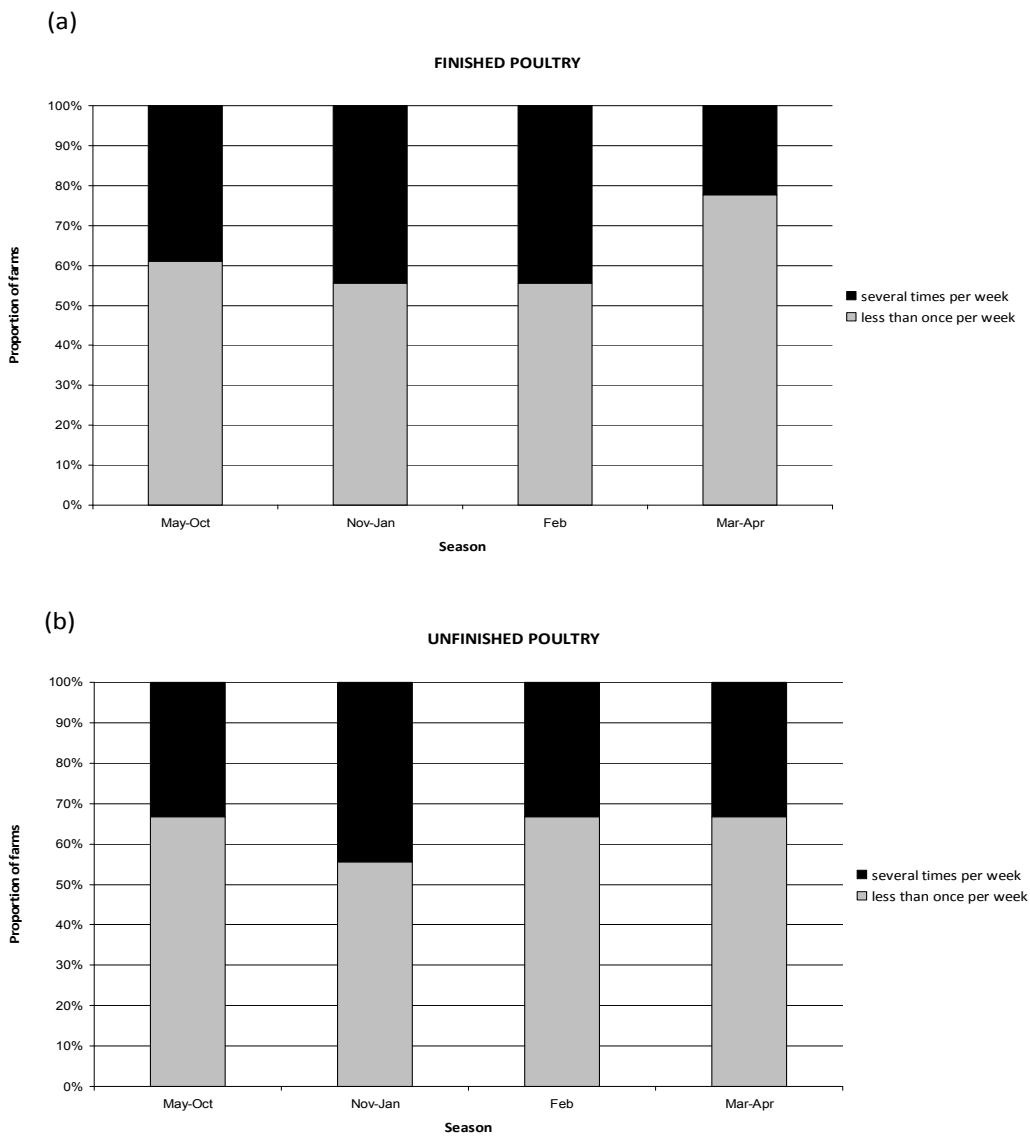 (a)
FINISHED POULTRY
100%
90%
80%
70%
60%
50%
40%
30%
20%
10%
0%
Proportion of farms
May-Oct Nov-Jan Feb Mar-Apr
Season
several times per week
less than once per week
(b)
UNFINISHED POULTRY
100%
90%
80%
70%
60%
50%
40%
30%
20%
10%
0%
Proportion of farms
May-Oct Nov-Jan Feb Mar-Apr
Season
several times per week
less than once per week